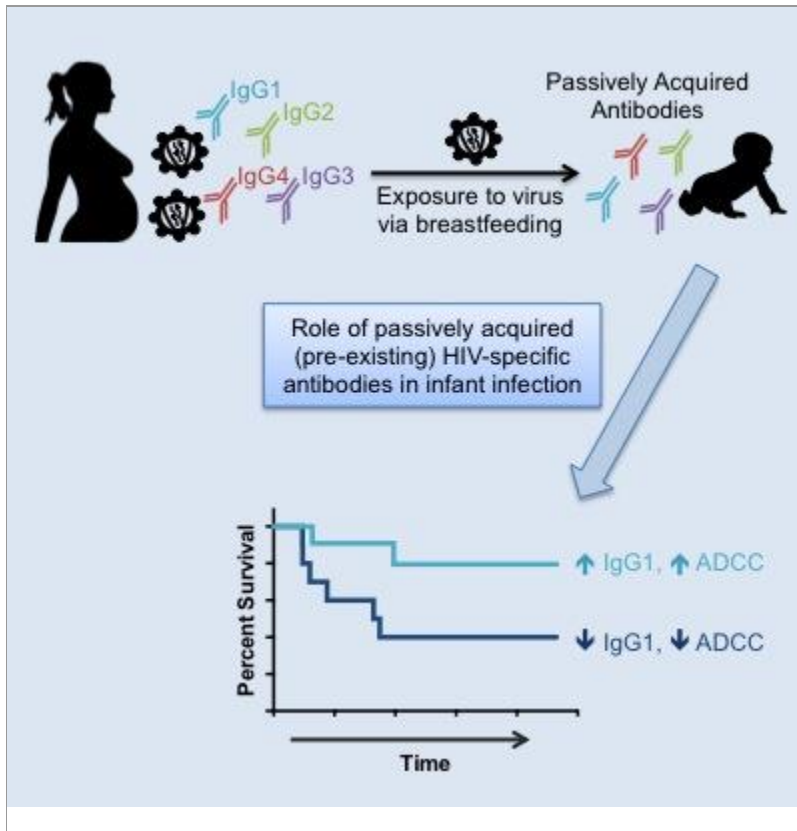 IgG1
IgG2
IgG4
IgG3
Exposure to virus
via breastfeeding
Passively Acquired
Antibodies
Role of passively acquired
(pre-existing) HIV-specific
antibodies in infant infection
Percent Survival
↑ IgG1, ↑ ADCC
↓ IgG1, ↓ ADCC
Time